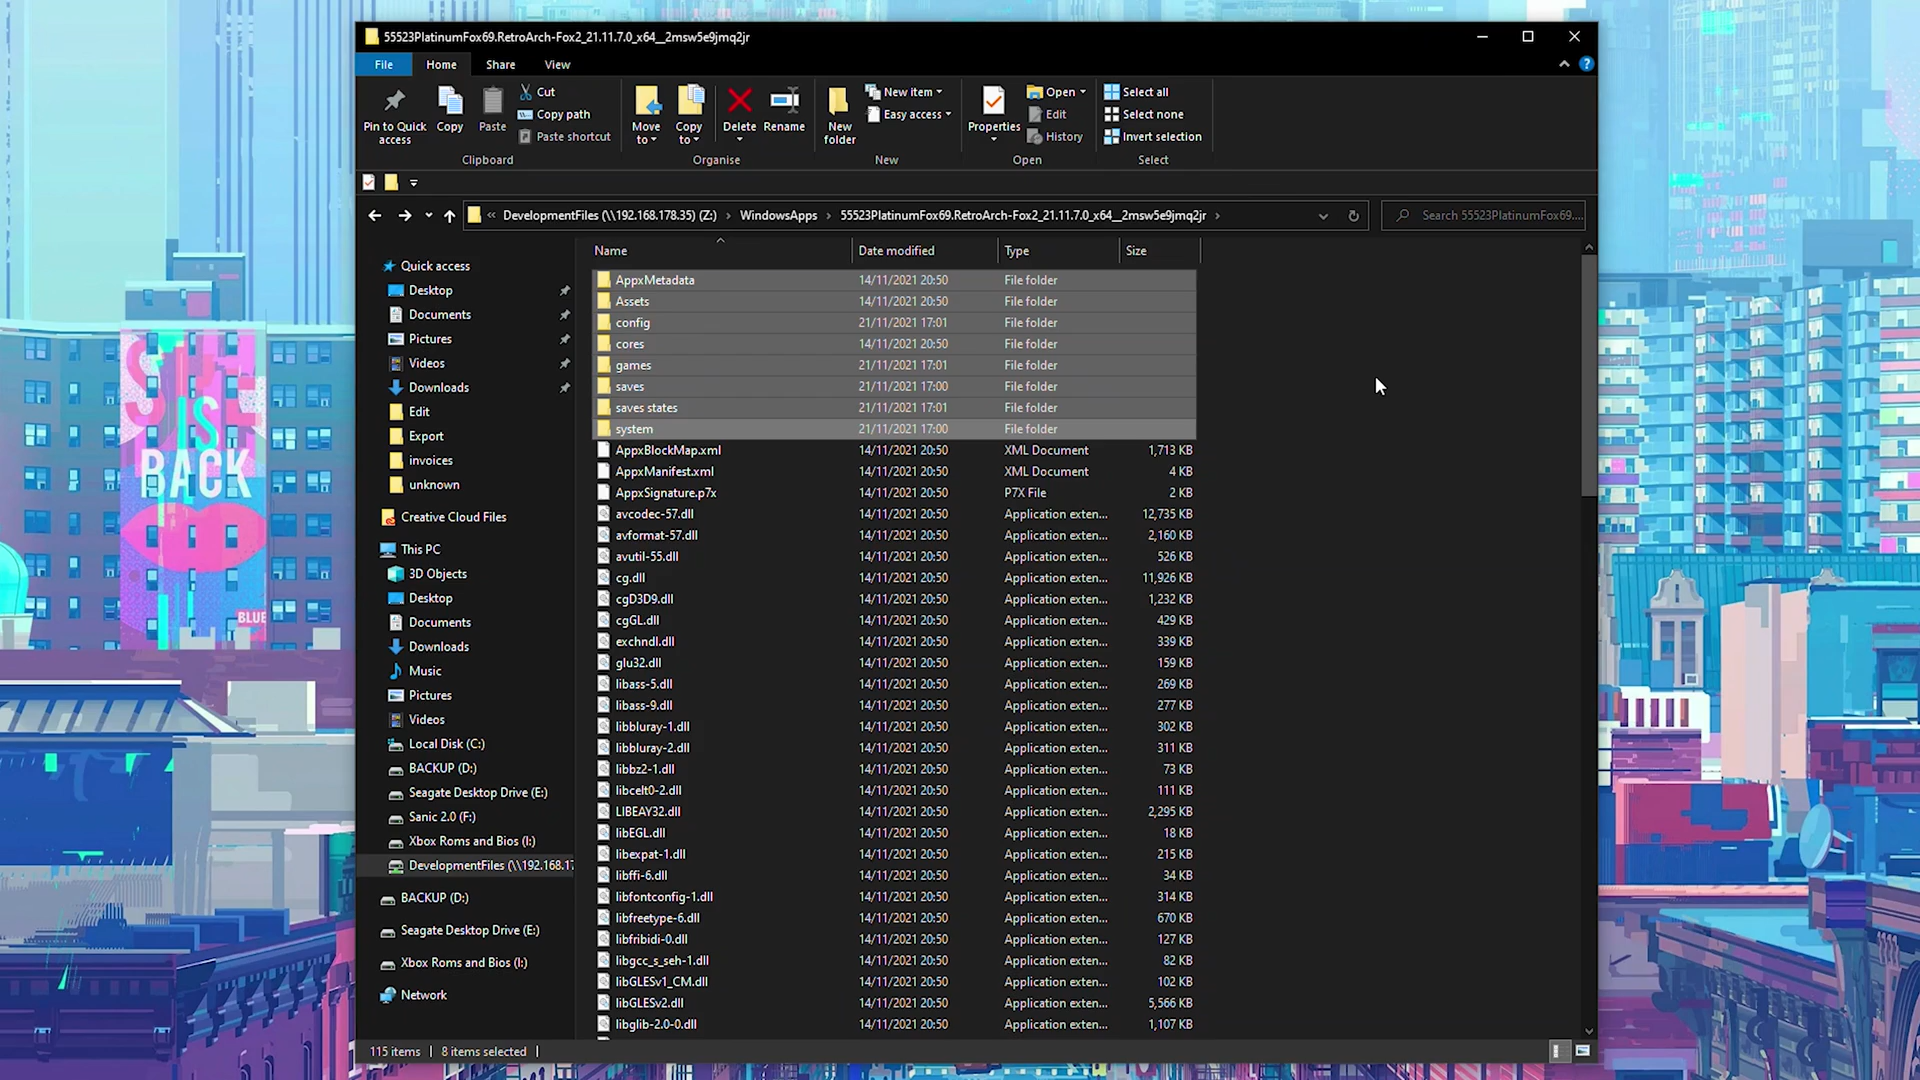 55523PlatinumFox69.RetroArch-Fox2_21.11.7.0_x64__2msw5e9jmq2jr
File Home Share View
Pin to Quick access
Copy
Paste
Cut
Copy path
Paste shortcut
Clipboard
Move to
Copy to
Delete
Rename
Organise
New folder
New item
Easy access
New
Properties
Open
Edit
History
Open
Select all
Select none
Invert selection
Select
« DevelopmentFiles (\\192.168.178.35) (Z:) › WindowsApps › 55523PlatinumFox69.RetroArch-Fox2_21.11.7.0_x64__2msw5e9jmq2jr ›
Search 55523PlatinumFox69....
Quick access
Desktop
Documents
Pictures
Videos
Downloads
Edit
Export
invoices
unknown
Creative Cloud Files
This PC
3D Objects
Desktop
Documents
Downloads
Music
Pictures
Videos
Local Disk (C:)
BACKUP (D:)
Seagate Desktop Drive (E:)
Sanic 2.0 (F:)
Xbox Roms and Bios (I:)
DevelopmentFiles (\\192.168.17
BACKUP (D:)
Seagate Desktop Drive (E:)
Xbox Roms and Bios (I:)
Network
Name Date modified Type Size
AppxMetadata 14/11/2021 20:50 File folder
Assets 14/11/2021 20:50 File folder
config 21/11/2021 17:01 File folder
cores 14/11/2021 20:50 File folder
games 21/11/2021 17:01 File folder
saves 21/11/2021 17:00 File folder
saves states 21/11/2021 17:01 File folder
system 21/11/2021 17:00 File folder
AppxBlockMap.xml 14/11/2021 20:50 XML Document 1,713 KB
AppxManifest.xml 14/11/2021 20:50 XML Document 4 KB
AppxSignature.p7x 14/11/2021 20:50 P7X File 2 KB
avcodec-57.dll 14/11/2021 20:50 Application exten... 12,735 KB
avformat-57.dll 14/11/2021 20:50 Application exten... 2,160 KB
avutil-55.dll 14/11/2021 20:50 Application exten... 526 KB
cg.dll 14/11/2021 20:50 Application exten... 11,926 KB
cgD3D9.dll 14/11/2021 20:50 Application exten... 1,232 KB
cgGL.dll 14/11/2021 20:50 Application exten... 429 KB
exchndl.dll 14/11/2021 20:50 Application exten... 339 KB
glu32.dll 14/11/2021 20:50 Application exten... 159 KB
libass-5.dll 14/11/2021 20:50 Application exten... 269 KB
libass-9.dll 14/11/2021 20:50 Application exten... 277 KB
libbluray-1.dll 14/11/2021 20:50 Application exten... 302 KB
libbluray-2.dll 14/11/2021 20:50 Application exten... 311 KB
libbz2-1.dll 14/11/2021 20:50 Application exten... 73 KB
libcelt0-2.dll 14/11/2021 20:50 Application exten... 111 KB
LIBEAY32.dll 14/11/2021 20:50 Application exten... 2,295 KB
libEGL.dll 14/11/2021 20:50 Application exten... 18 KB
libexpat-1.dll 14/11/2021 20:50 Application exten... 215 KB
libffi-6.dll 14/11/2021 20:50 Application exten... 34 KB
libfontconfig-1.dll 14/11/2021 20:50 Application exten... 314 KB
libfreetype-6.dll 14/11/2021 20:50 Application exten... 670 KB
libfribidi-0.dll 14/11/2021 20:50 Application exten... 127 KB
libgcc_s_seh-1.dll 14/11/2021 20:50 Application exten... 82 KB
libGLESv1_CM.dll 14/11/2021 20:50 Application exten... 102 KB
libGLESv2.dll 14/11/2021 20:50 Application exten... 5,566 KB
libglib-2.0-0.dll 14/11/2021 20:50 Application exten... 1,107 KB
115 items 8 items selected
SHE
IS
BACK
BLUE